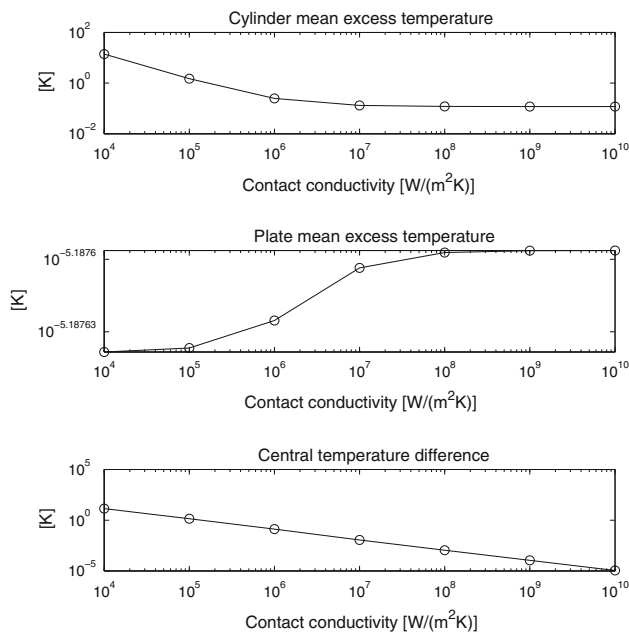 Cylinder mean excess temperature
10^2
10^0
10^-2
[K]
10^4 10^5 10^6 10^7 10^8 10^9 10^10
Contact conductivity [W/(m^2K]
Plate mean excess temperature
10^-5.1876
10^-5.18763
[K]
10^4 10^5 10^6 10^7 10^8 10^9 10^10
Contact conductivity [W/(m^2K]
Central temperature difference
10^5
10^0
10^-5
[K]
10^4 10^5 10^6 10^7 10^8 10^9 10^10
Contact conductivity [W/(m^2K]